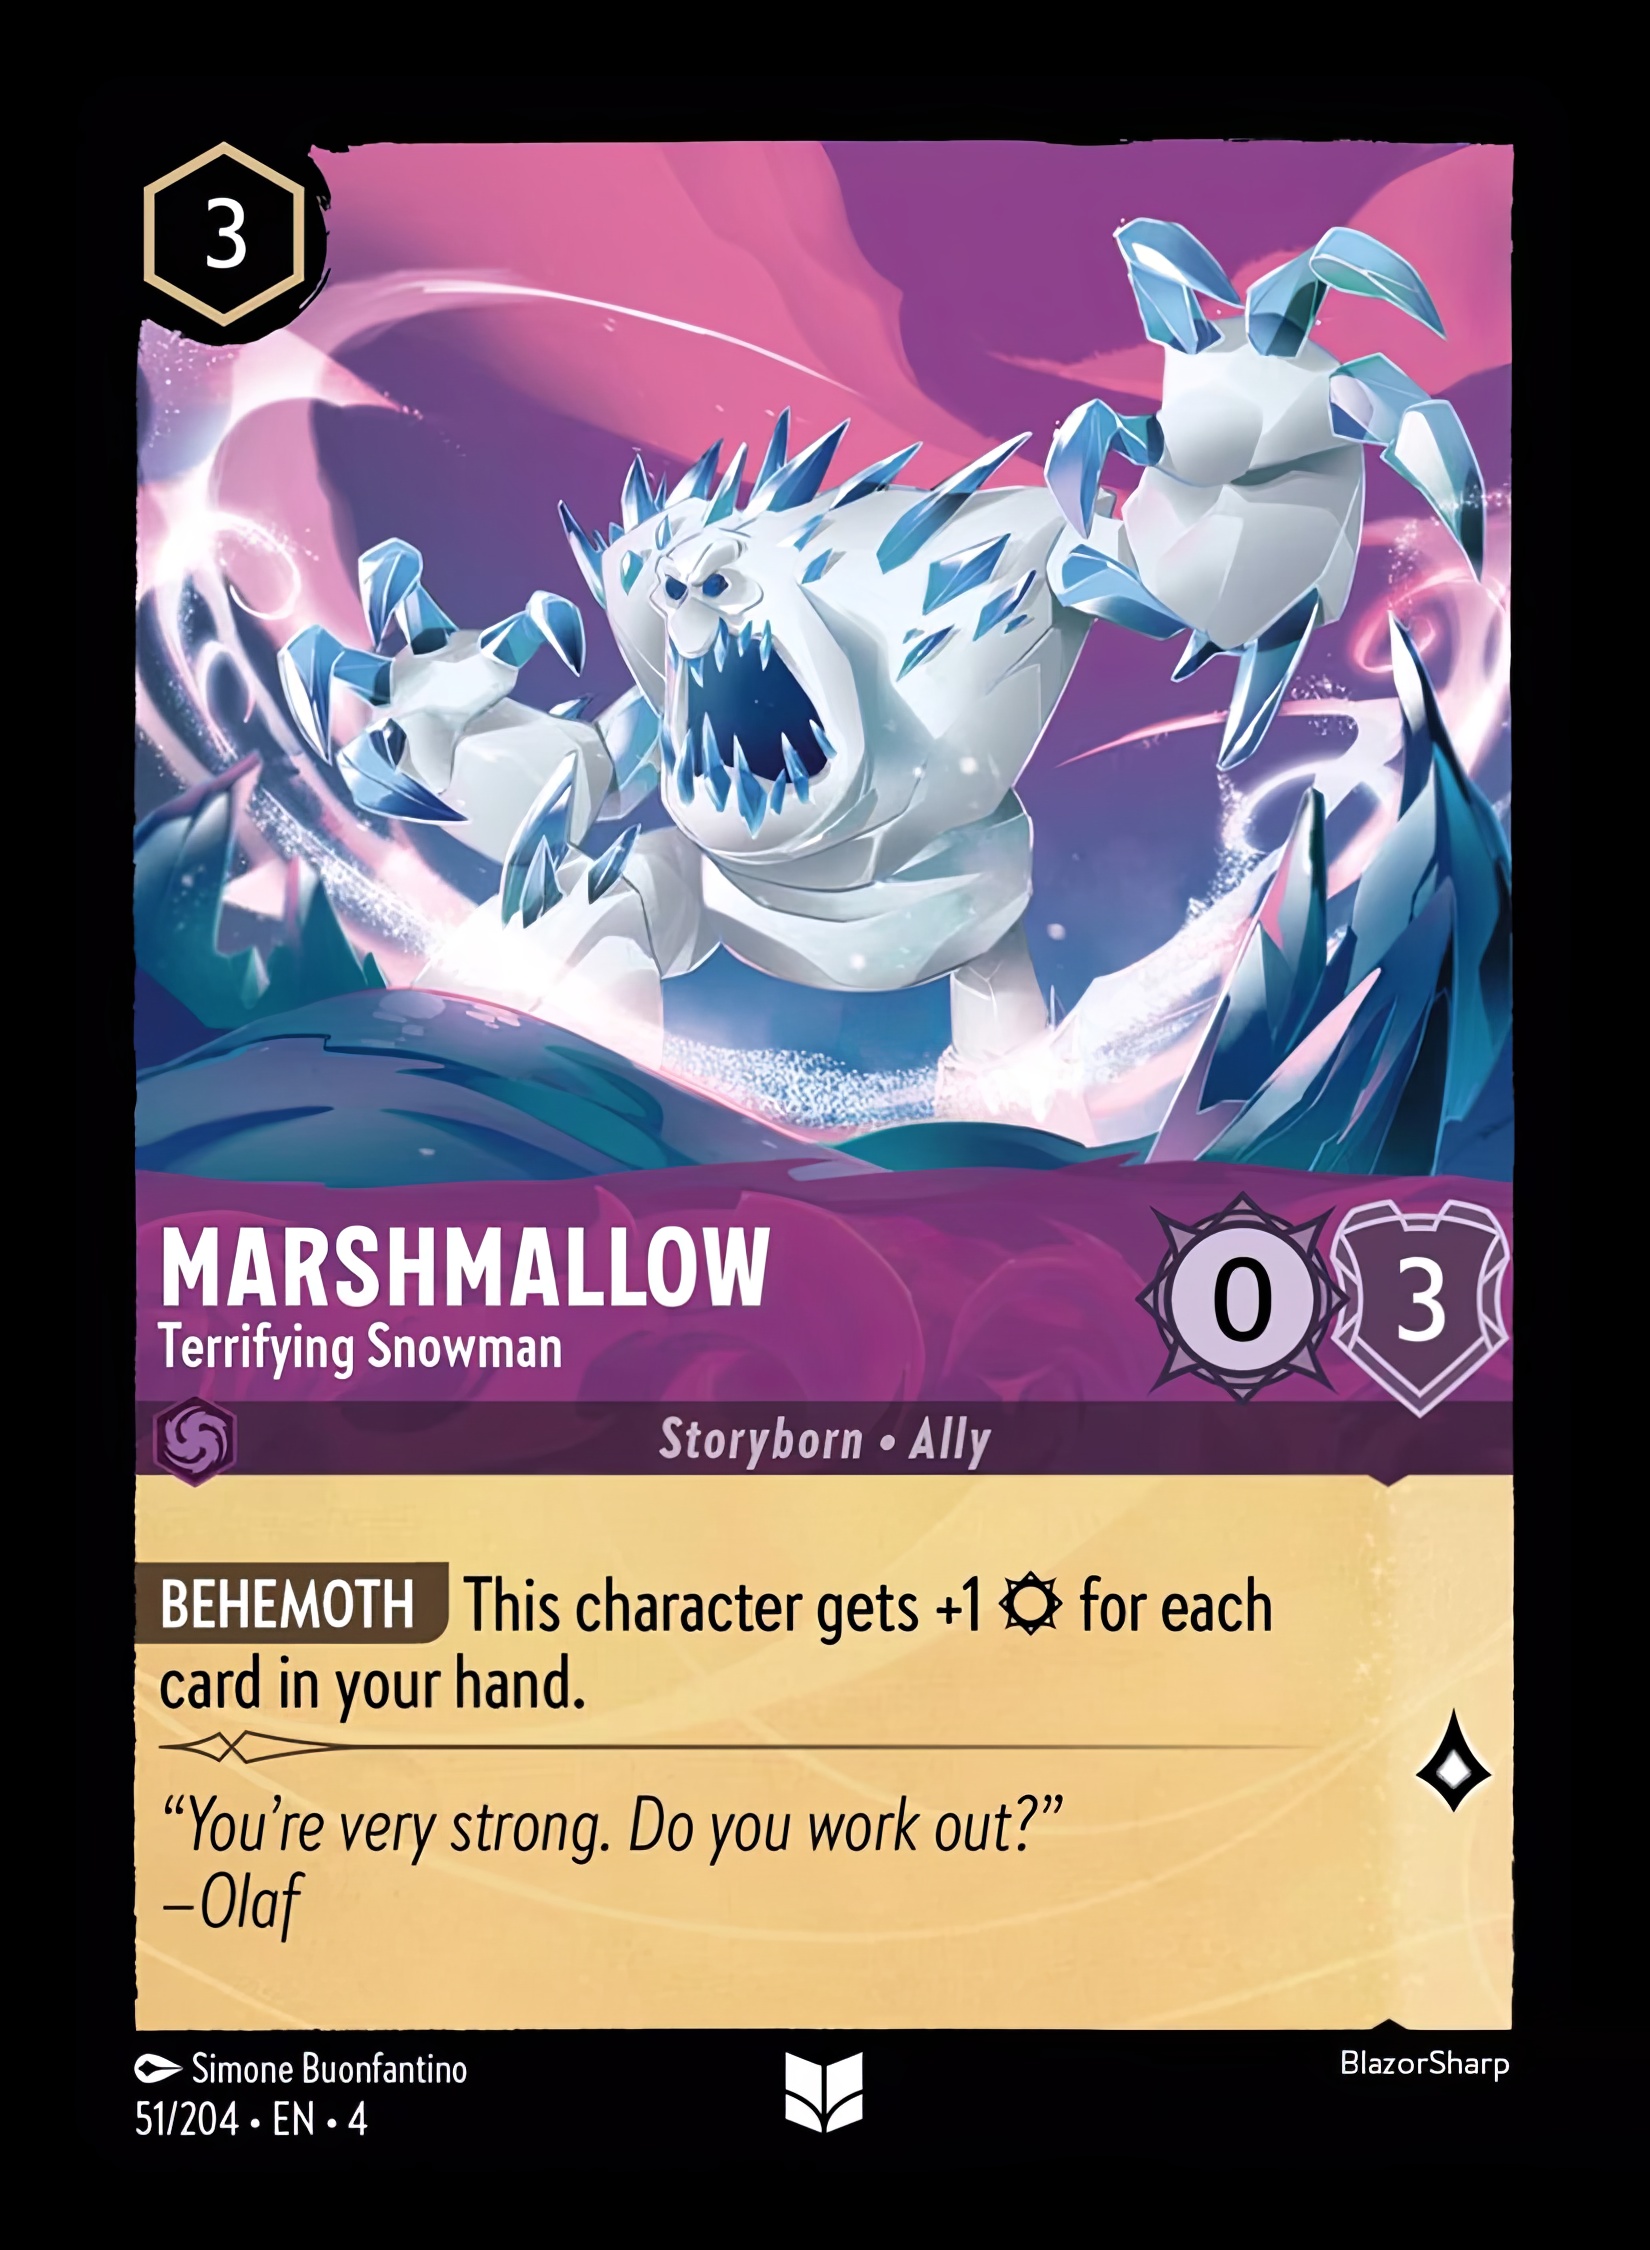 3
MARSHMALLOW
Terrifying Snowman
0
3
Storyborn • Ally
BEHEMOTH This character gets +1 for each
card in your hand.
“You’re very strong. Do you work out?”
–Olaf
Simone Buonfantino
BlazorSharp
51/204 • EN • 4